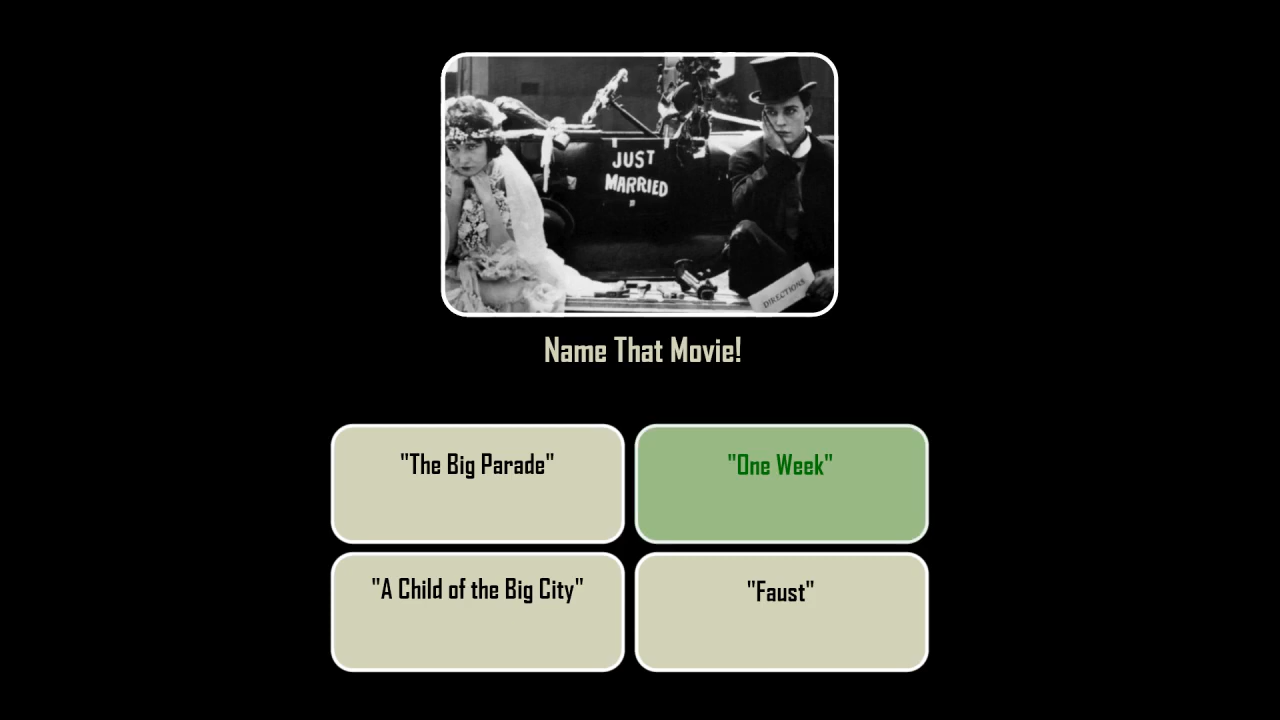 JUST
MARRIED
DIRECTIONS
Name That Movie!
"The Big Parade"
"One Week"
"A Child of the Big City"
"Faust"